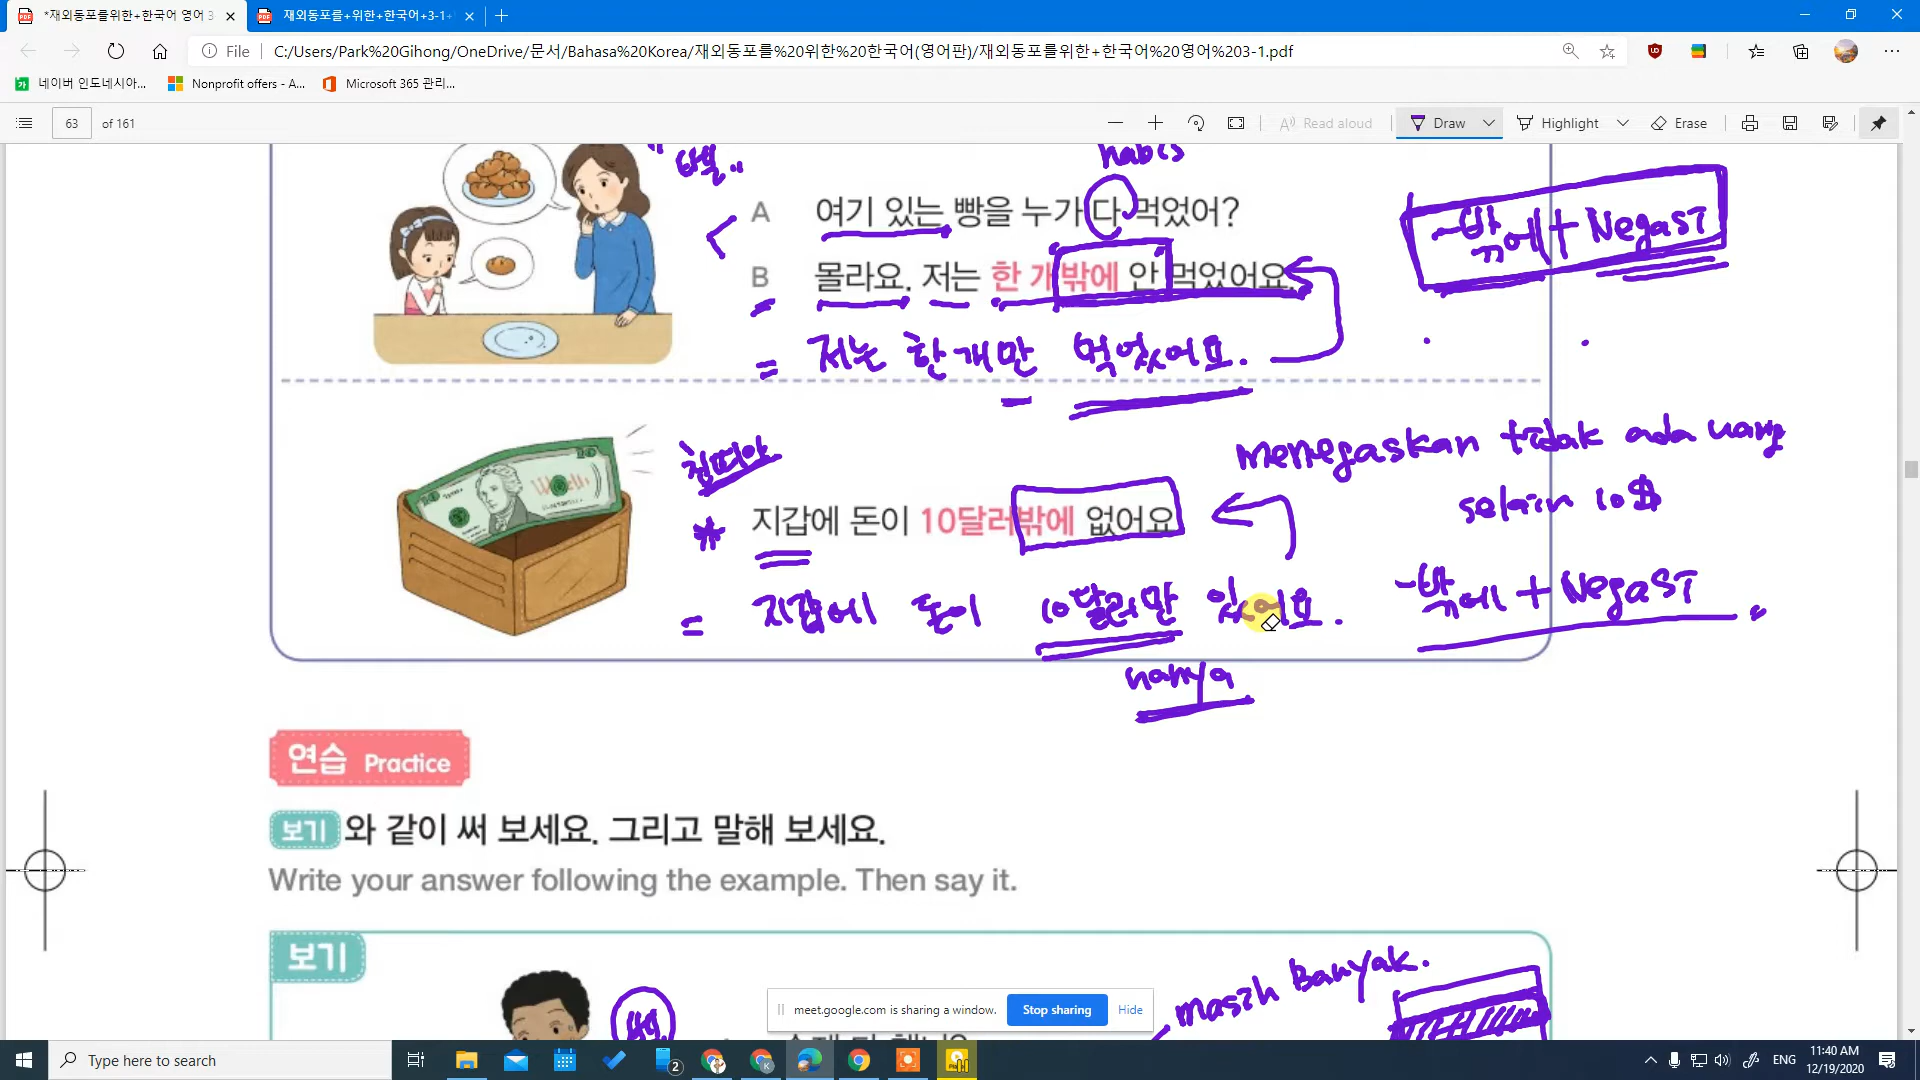 *재외동포를+위한+한국어 영어 3
재외동포를+위한+한국어+3-1+
File
C:/Users/Park%20Gihong/OneDrive/문서/Bahasa%20Korea/재외동포를%20위한%20한국어(영어판)/재외동포를위한+한국어%20영어%203-1.pdf
네이버 인도네시아...
Nonprofit offers - A...
Microsoft 365 관리...
63 of 161
Read aloud
Draw
Highlight
Erase
habis
A 여기 있는 빵을 누가 다 먹었어?
-밖에 + Negasi
B 몰라요. 저는 한 개밖에 안 먹었어요.
= 저는 한 개만 먹었어요.
menegaskan tidak ada uang
selain 10$
* 지갑에 돈이 10달러밖에 없어요
= 지갑에 돈이 10달러만 있어요.
-밖에 + Negasi
hanya
연습 Practice
보기 와 같이 써 보세요. 그리고 말해 보세요.
Write your answer following the example. Then say it.
보기
masih Banyak.
meet.google.com is sharing a window.
Stop sharing
Hide
Type here to search
2
ENG
11:40 AM
12/19/2020